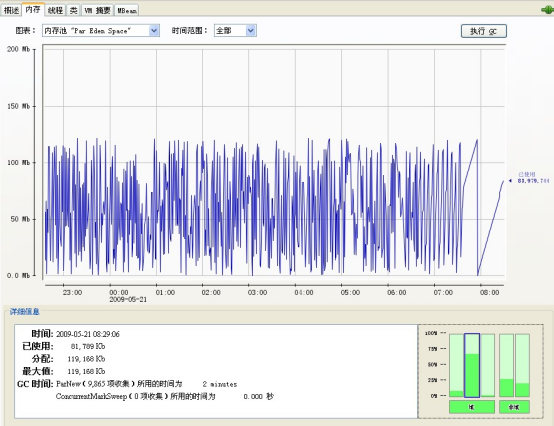 概述 内存 线程 类 VM 摘要 MBean
图表： 内存池 "Par Eden Space" 时间范围： 全部 执行 GC
200 Mb
150 Mb
100 Mb
50 Mb
0.0 Mb
已使用
23:00 00:00 01:00 02:00 03:00 04:00 05:00 06:00 07:00 08:00
2009-05-21
详细信息
时间: 2009-05-21 08:29:06
已使用: 81,789 Kb
分配: 119,168 Kb
最大值: 119,168 Kb
GC 时间: ParNew ( 9,865 项收集 ) 所用的时间为 2 minutes
ConcurrentMarkSweep ( 0 项收集 ) 所用的时间为 0.000 秒
100% --
75% --
50% --
25% --
0% --
堆 非堆